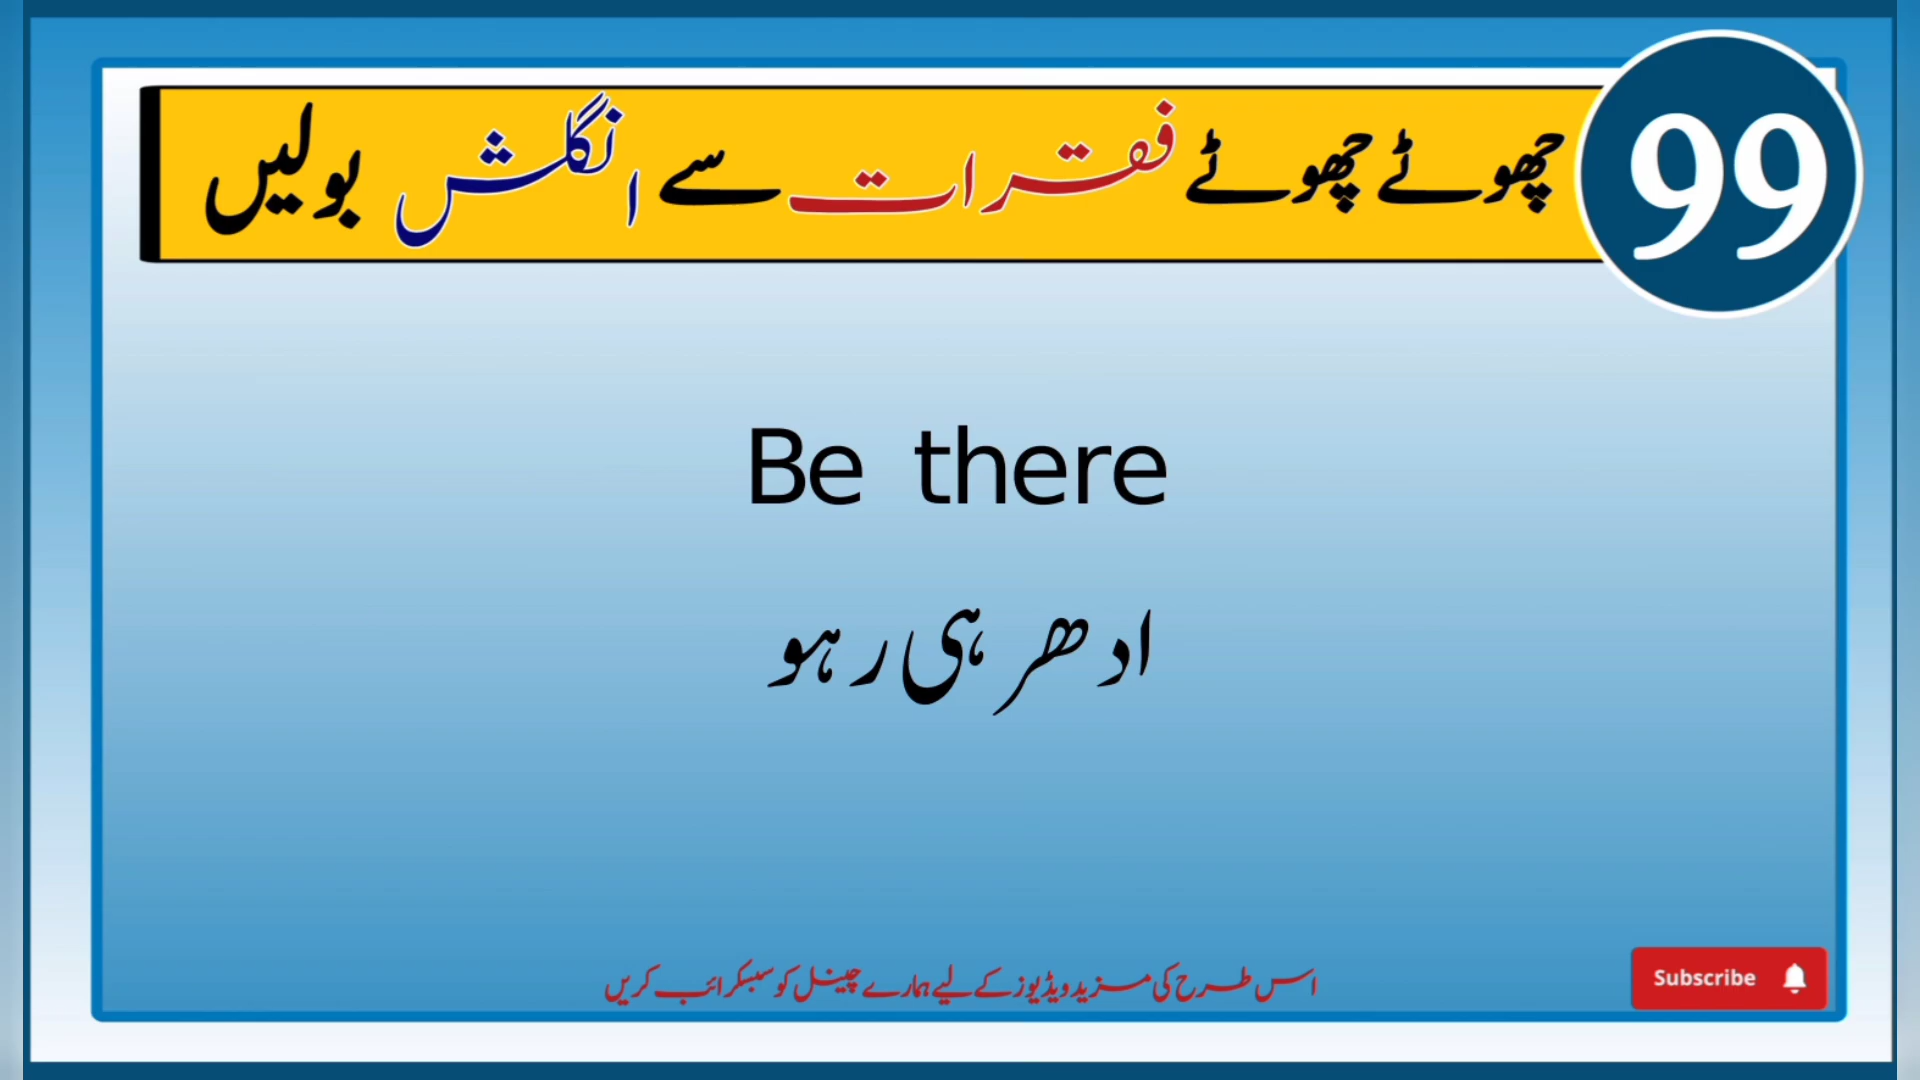 99 چھوٹے چھوٹے فقرات سے انگلش بولیں
Be there
ادھر ہی رہو
اس طرح کی مزید ویڈیوز کے لیے ہمارے چینل کو سبسکرائب کریں
Subscribe